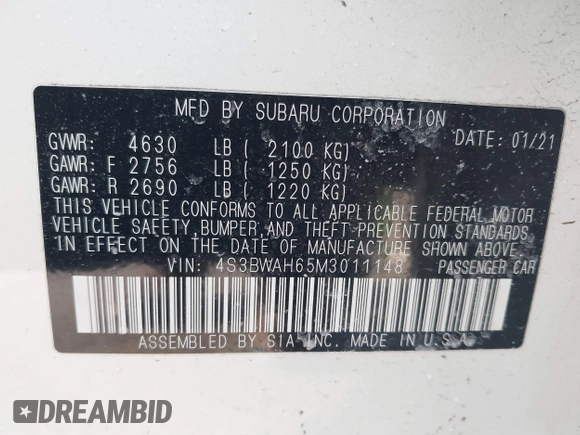 MFD BY SUBARU CORPORATION
GVWR: 4630 LB ( 2100 KG) DATE: 01/21
GAWR: F 2756 LB ( 1250 KG)
GAWR: R 2690 LB ( 1220 KG)
THIS VEHICLE CONFORMS TO ALL APPLICABLE FEDERAL MOTOR
VEHICLE SAFETY, BUMPER, AND THEFT-PREVENTION STANDARDS
IN EFFECT ON THE DATE OF MANUFACTURE SHOWN ABOVE.
VIN: 4S3BWAH65M3011148 PASSENGER CAR
ASSEMBLED BY SIA-INC. MADE IN U.S.A
DREAMBID